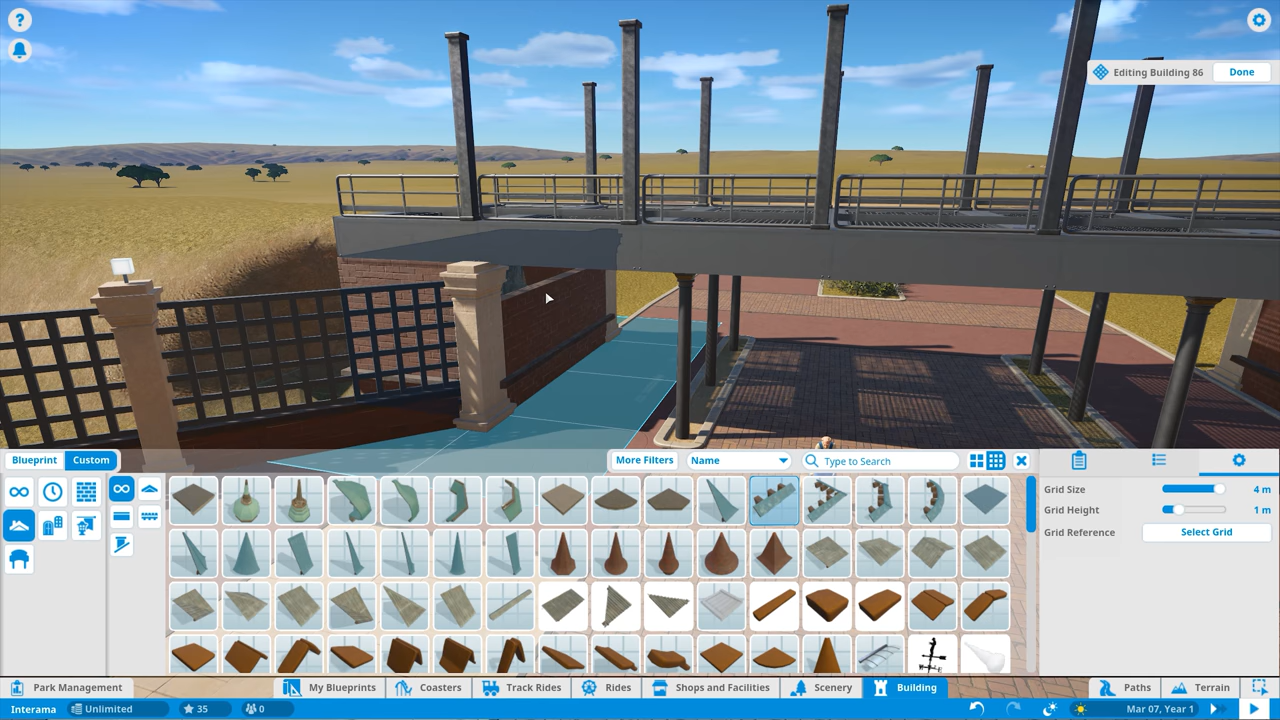 ?
Editing Building 86
Done
Blueprint
Custom
More Filters
Name
Type to Search
Grid Size
4 m
Grid Height
1 m
Grid Reference
Select Grid
Park Management
My Blueprints
Coasters
Track Rides
Rides
Shops and Facilities
Scenery
Building
Paths
Terrain
Interama
Unlimited
35
0
Mar 07, Year 1